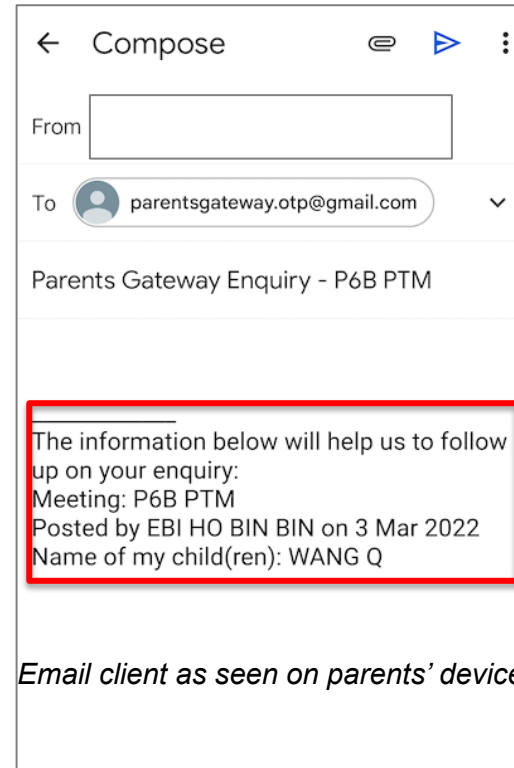 Compose
From
To parentsgateway.otp@gmail.com
Parents Gateway Enquiry - P6B PTM
The information below will help us to follow
up on your enquiry:
Meeting: P6B PTM
Posted by EBI HO BIN BIN on 3 Mar 2022
Name of my child(ren): WANG Q
Email client as seen on parents’ device